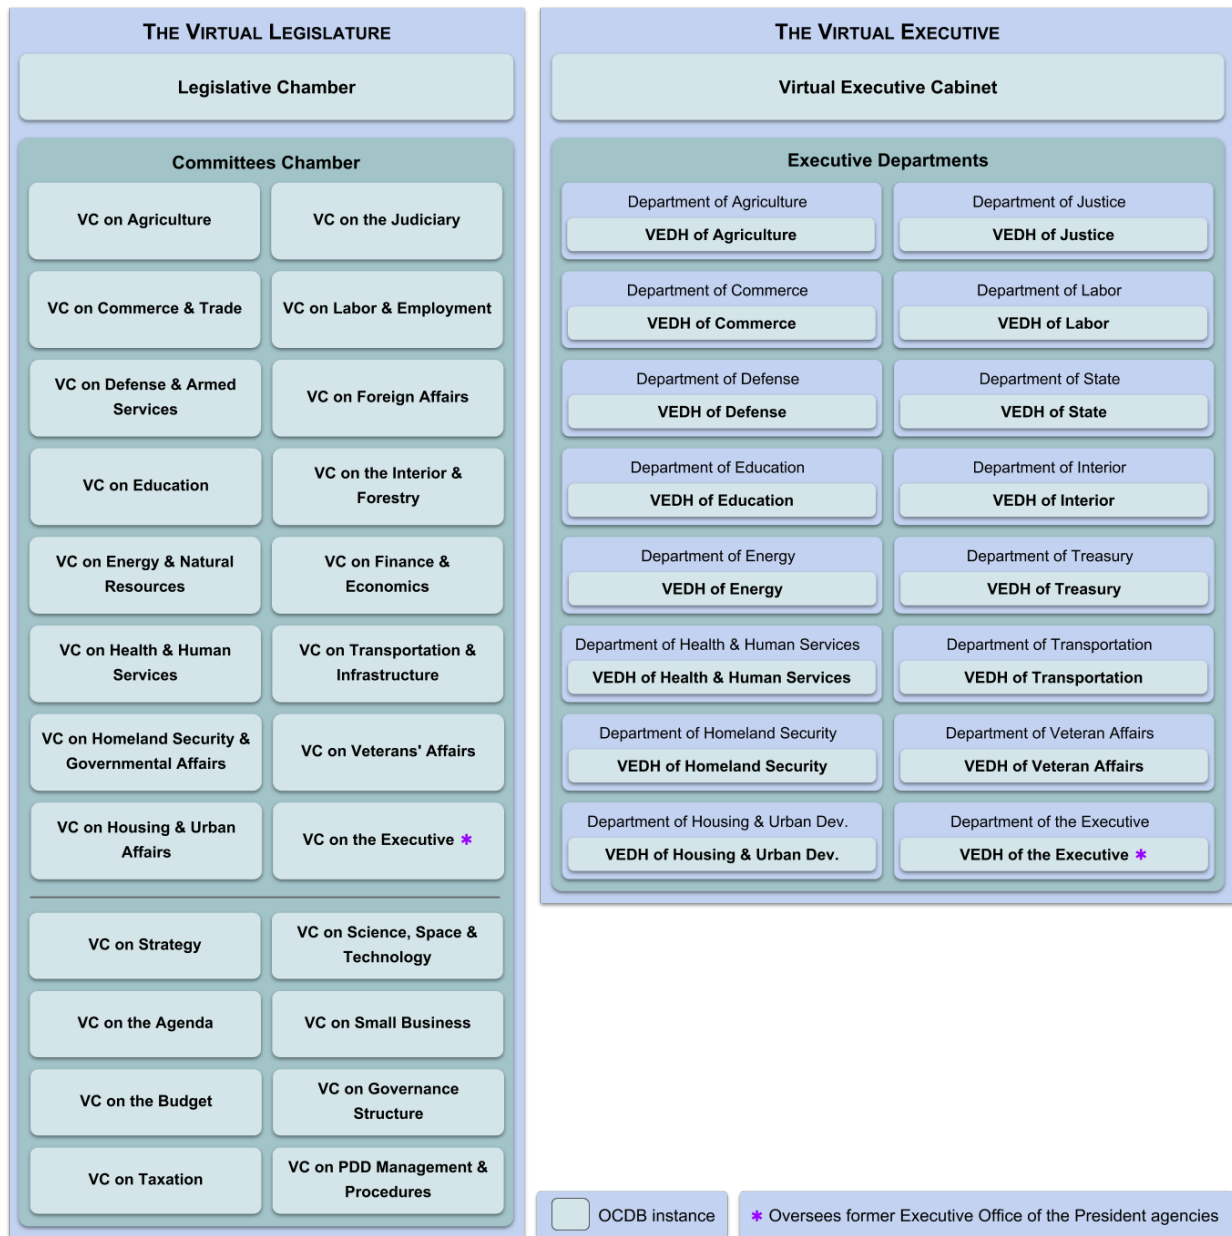 THE VIRTUAL LEGISLATURE
Legislative Chamber
Committees Chamber
VC on Agriculture
VC on the Judiciary
VC on Commerce & Trade
VC on Labor & Employment
VC on Defense & Armed
Services
VC on Foreign Affairs
VC on Education
VC on the Interior &
Forestry
VC on Energy & Natural
Resources
VC on Finance &
Economics
VC on Health & Human
Services
VC on Transportation &
Infrastructure
VC on Homeland Security &
Governmental Affairs
VC on Veterans' Affairs
VC on Housing & Urban
Affairs
VC on the Executive *
VC on Strategy
VC on Science, Space &
Technology
VC on the Agenda
VC on Small Business
VC on the Budget
VC on Governance
Structure
VC on Taxation
VC on PDD Management &
Procedures
THE VIRTUAL EXECUTIVE
Virtual Executive Cabinet
Executive Departments
Department of Agriculture
VEDH of Agriculture
Department of Justice
VEDH of Justice
Department of Commerce
VEDH of Commerce
Department of Labor
VEDH of Labor
Department of Defense
VEDH of Defense
Department of State
VEDH of State
Department of Education
VEDH of Education
Department of Interior
VEDH of Interior
Department of Energy
VEDH of Energy
Department of Treasury
VEDH of Treasury
Department of Health & Human Services
VEDH of Health & Human Services
Department of Transportation
VEDH of Transportation
Department of Homeland Security
VEDH of Homeland Security
Department of Veteran Affairs
VEDH of Veteran Affairs
Department of Housing & Urban Dev.
VEDH of Housing & Urban Dev.
Department of the Executive
VEDH of the Executive *
OCDB instance
* Oversees former Executive Office of the President agencies